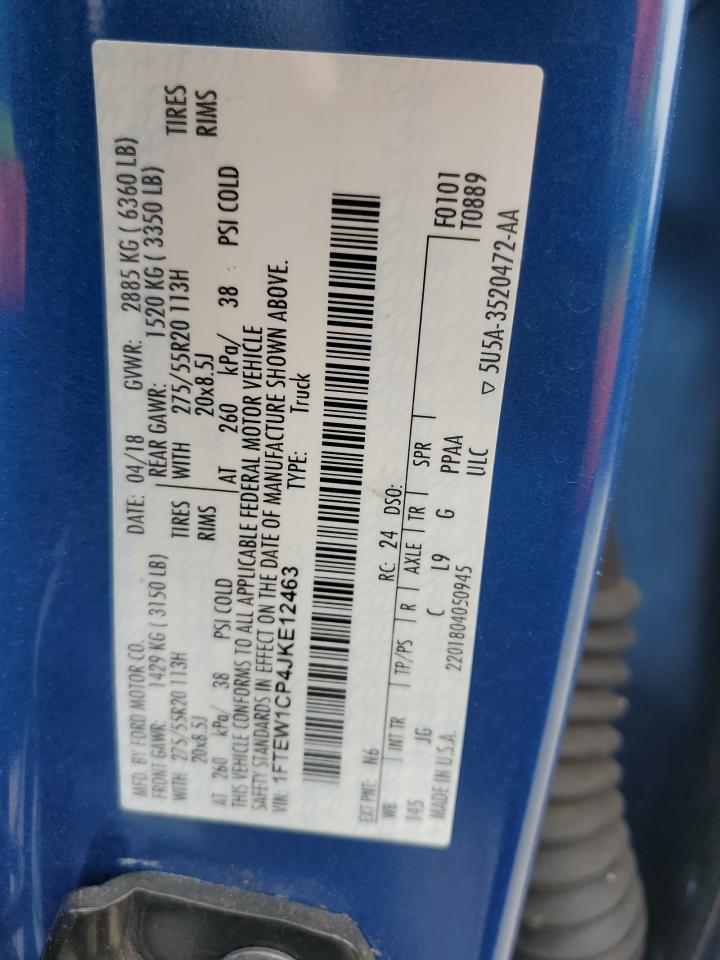 MFD. BY FORD MOTOR CO. DATE: 04/18 GVWR: 2885 KG ( 6360 LB)
FRONT GAWR: 1429 KG ( 3150 LB) REAR GAWR: 1520 KG ( 3350 LB)
WITH 275/55R20 113H TIRES WITH 275/55R20 113H TIRES
20x8.5J RIMS 20x8.5J RIMS
AT 260 kPa/ 38 PSI COLD AT 260 kPa/ 38 PSI COLD
THIS VEHICLE CONFORMS TO ALL APPLICABLE FEDERAL MOTOR VEHICLE
SAFETY STANDARDS IN EFFECT ON THE DATE OF MANUFACTURE SHOWN ABOVE.
VIN: 1FTEW1CP4JKE12463 TYPE: Truck
EXT PNT: N6 RC: 24 DSO: F0101
WB INT TR TP/PS R AXLE TR SPR T0889
145 JG C L9 G PPAA
MADE IN U.S.A. 2201804050945 ULC
▽ 5U5A-3520472-AA